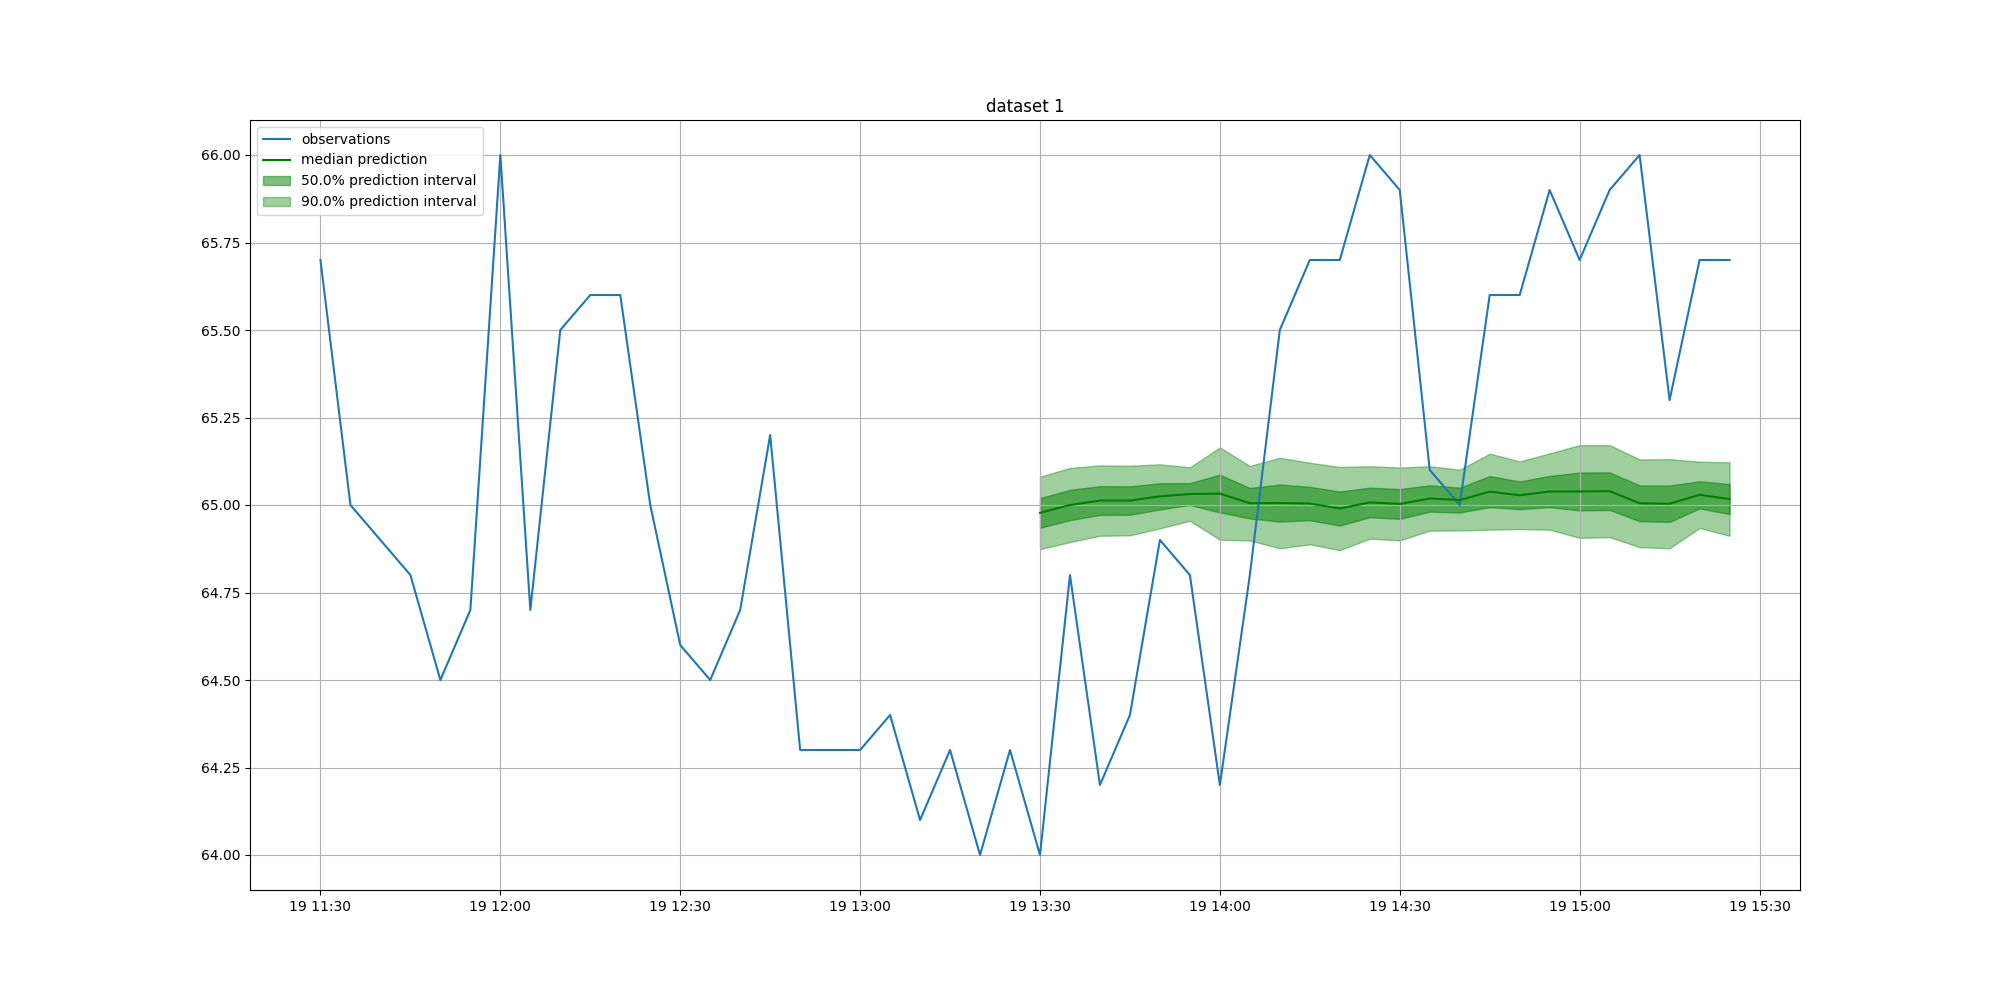 dataset 1
observations
median prediction
50.0% prediction interval
90.0% prediction interval
66.00
65.75
65.50
65.25
65.00
64.75
64.50
64.25
64.00
19 11:30 19 12:00 19 12:30 19 13:00 19 13:30 19 14:00 19 14:30 19 15:00 19 15:30